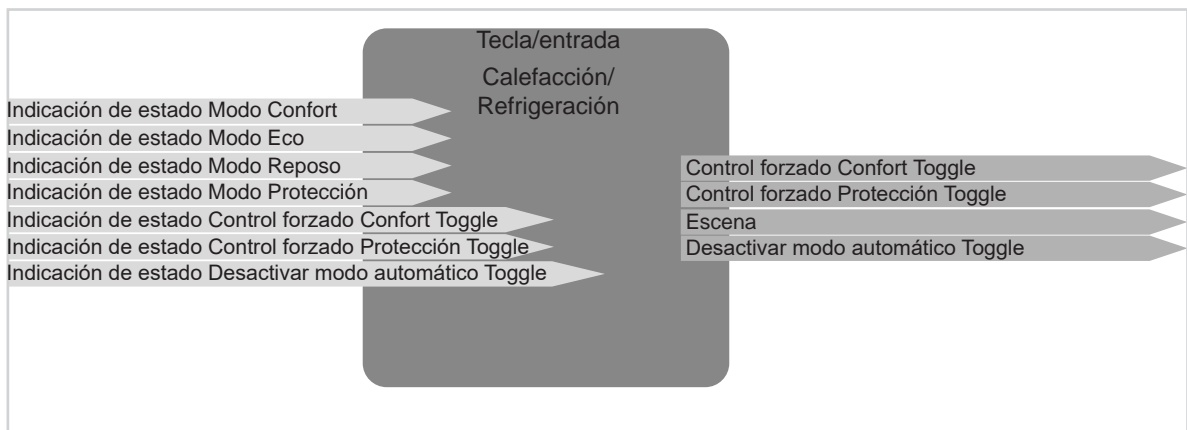 Tecla/entrada
Calefacción/
Refrigeración
Indicación de estado Modo Confort
Indicación de estado Modo Eco
Indicación de estado Modo Reposo
Indicación de estado Modo Protección
Indicación de estado Control forzado Confort Toggle
Indicación de estado Control forzado Protección Toggle
Indicación de estado Desactivar modo automático Toggle
Control forzado Confort Toggle
Control forzado Protección Toggle
Escena
Desactivar modo automático Toggle